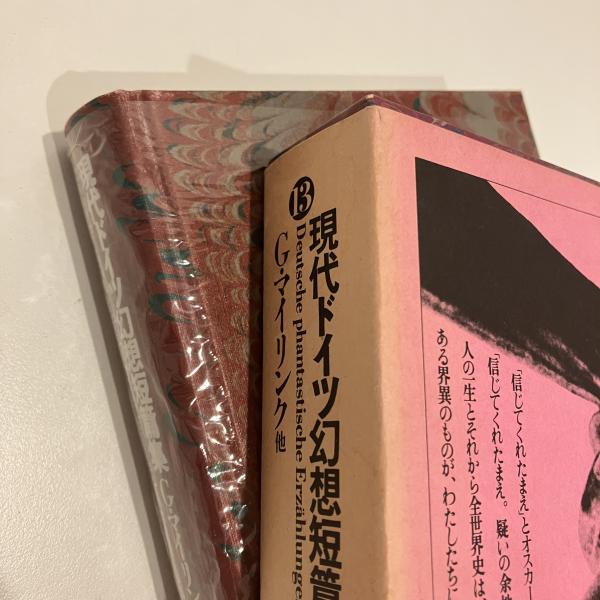 現代ドイツ幻想短篇集 G・マイリン
13
現代ドイツ幻想短篇
Deutsche phantastische Erzählunge
G・マイリンク 他
「信じてくれたまえ」とオスカー
「信じてくれたまえ。疑いの余地
人の一生とそれから全世界史は、
ある界異のものが、わたしたちに